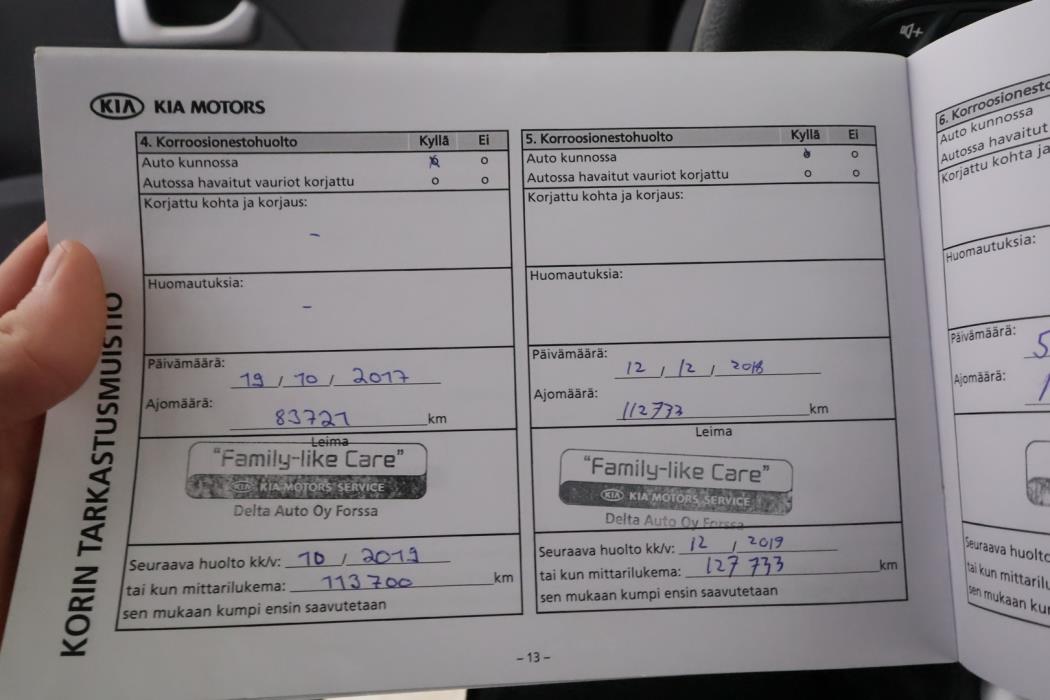 KIA KIA MOTORS
KORIN TARKASTUSMUISTIO
4. Korroosionestohuolto Kyllä Ei
Auto kunnossa
Autossa havaitut vauriot korjattu
Korjattu kohta ja korjaus:
-
Huomautuksia:
-
Päivämäärä:
19 / 10 / 2017
Ajomäärä:
83721 km
Leima
"Family-like Care"
KIA KIA MOTORS SERVICE
Delta Auto Oy Forssa
Seuraava huolto kk/v: 10 / 2019
tai kun mittarilukema: 113700 km
sen mukaan kumpi ensin saavutetaan
5. Korroosionestohuolto Kyllä Ei
Auto kunnossa
Autossa havaitut vauriot korjattu
Korjattu kohta ja korjaus:
Huomautuksia:
Päivämäärä:
12 / 12 / 2018
Ajomäärä:
112733 km
Leima
"Family-like Care"
KIA KIA MOTORS SERVICE
Delta Auto Oy Forssa
Seuraava huolto kk/v: 12 / 2019
tai kun mittarilukema: 127733 km
sen mukaan kumpi ensin saavutetaan
- 13 -
6. Korroosionesto
Auto kunnossa
Autossa havaitut
Korjattu kohta ja
Huomautuksia:
Päivämäärä:
5
Ajomäärä:
Seuraava huolto
tai kun
sen mukaan